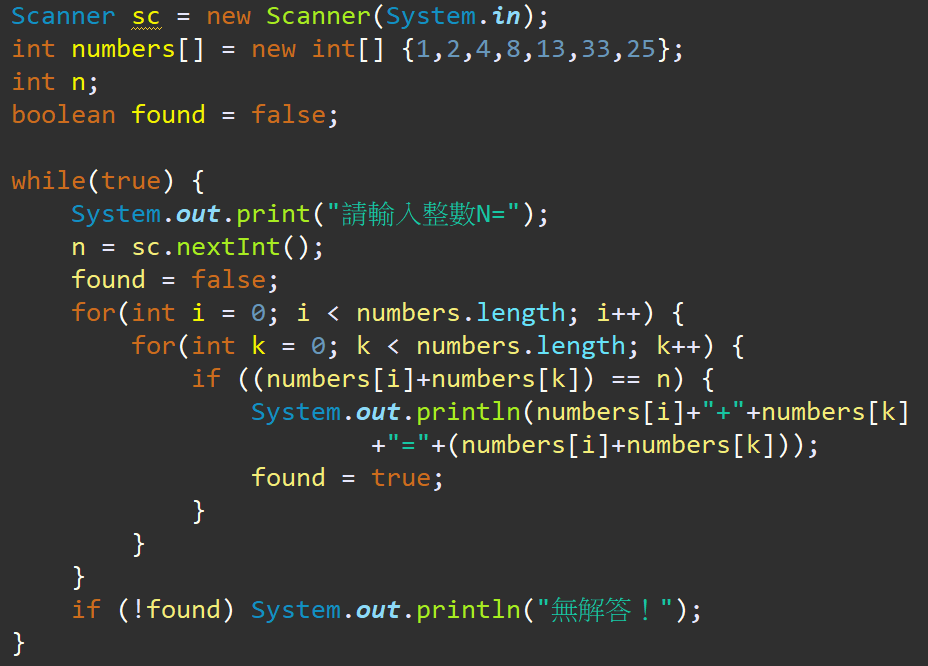 Scanner sc = new Scanner(System.in);
int numbers[] = new int[] {1,2,4,8,13,33,25};
int n;
boolean found = false;

while(true) {
    System.out.print("請輸入整數N=");
    n = sc.nextInt();
    found = false;
    for(int i = 0; i < numbers.length; i++) {
        for(int k = 0; k < numbers.length; k++) {
            if ((numbers[i]+numbers[k]) == n) {
                System.out.println(numbers[i]+"+"+numbers[k]
                        +"="+(numbers[i]+numbers[k]));
                found = true;
            }
        }
    }
    if (!found) System.out.println("無解答！");
}